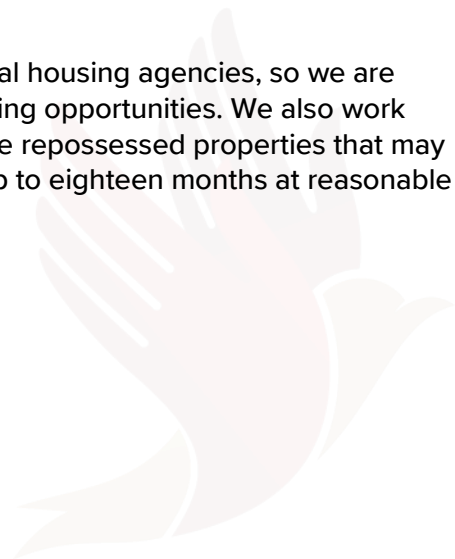 al housing agencies, so we are
ing opportunities. We also work
e repossessed properties that may
o to eighteen months at reasonable